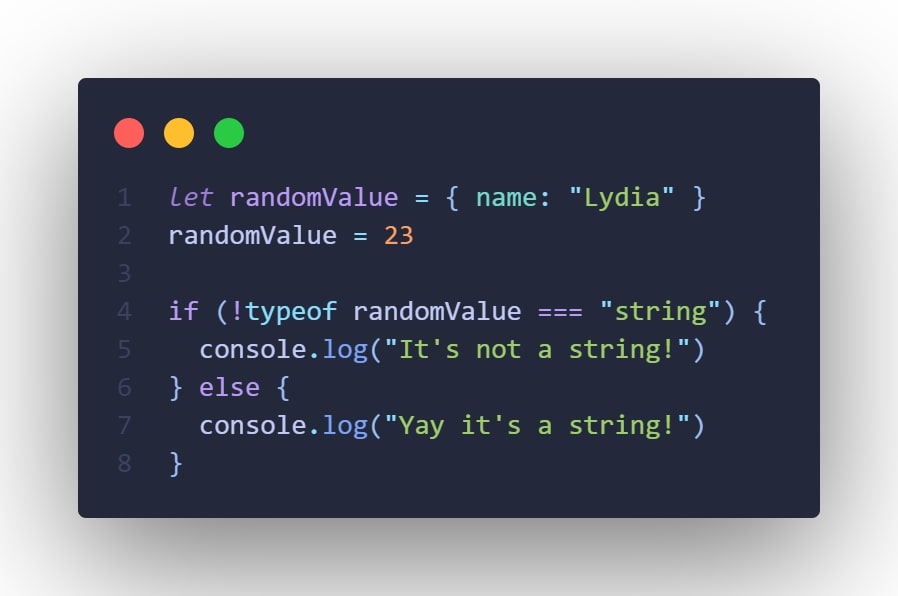 1 let randomValue = { name: "Lydia" }
2 randomValue = 23
3
4 if (!typeof randomValue === "string") {
5   console.log("It's not a string!")
6 } else {
7   console.log("Yay it's a string!")
8 }